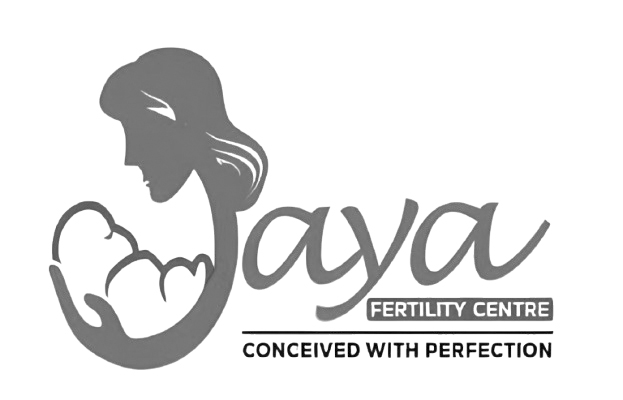 Jaya
FERTILITY CENTRE
CONCEIVED WITH PERFECTION